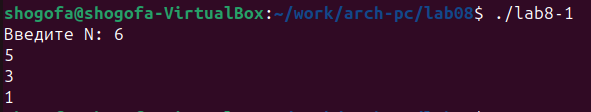 shogofa@shogofa-VirtualBox:~/work/arch-pc/lab08$ ./lab8-1
Введите N: 6
5
3
1